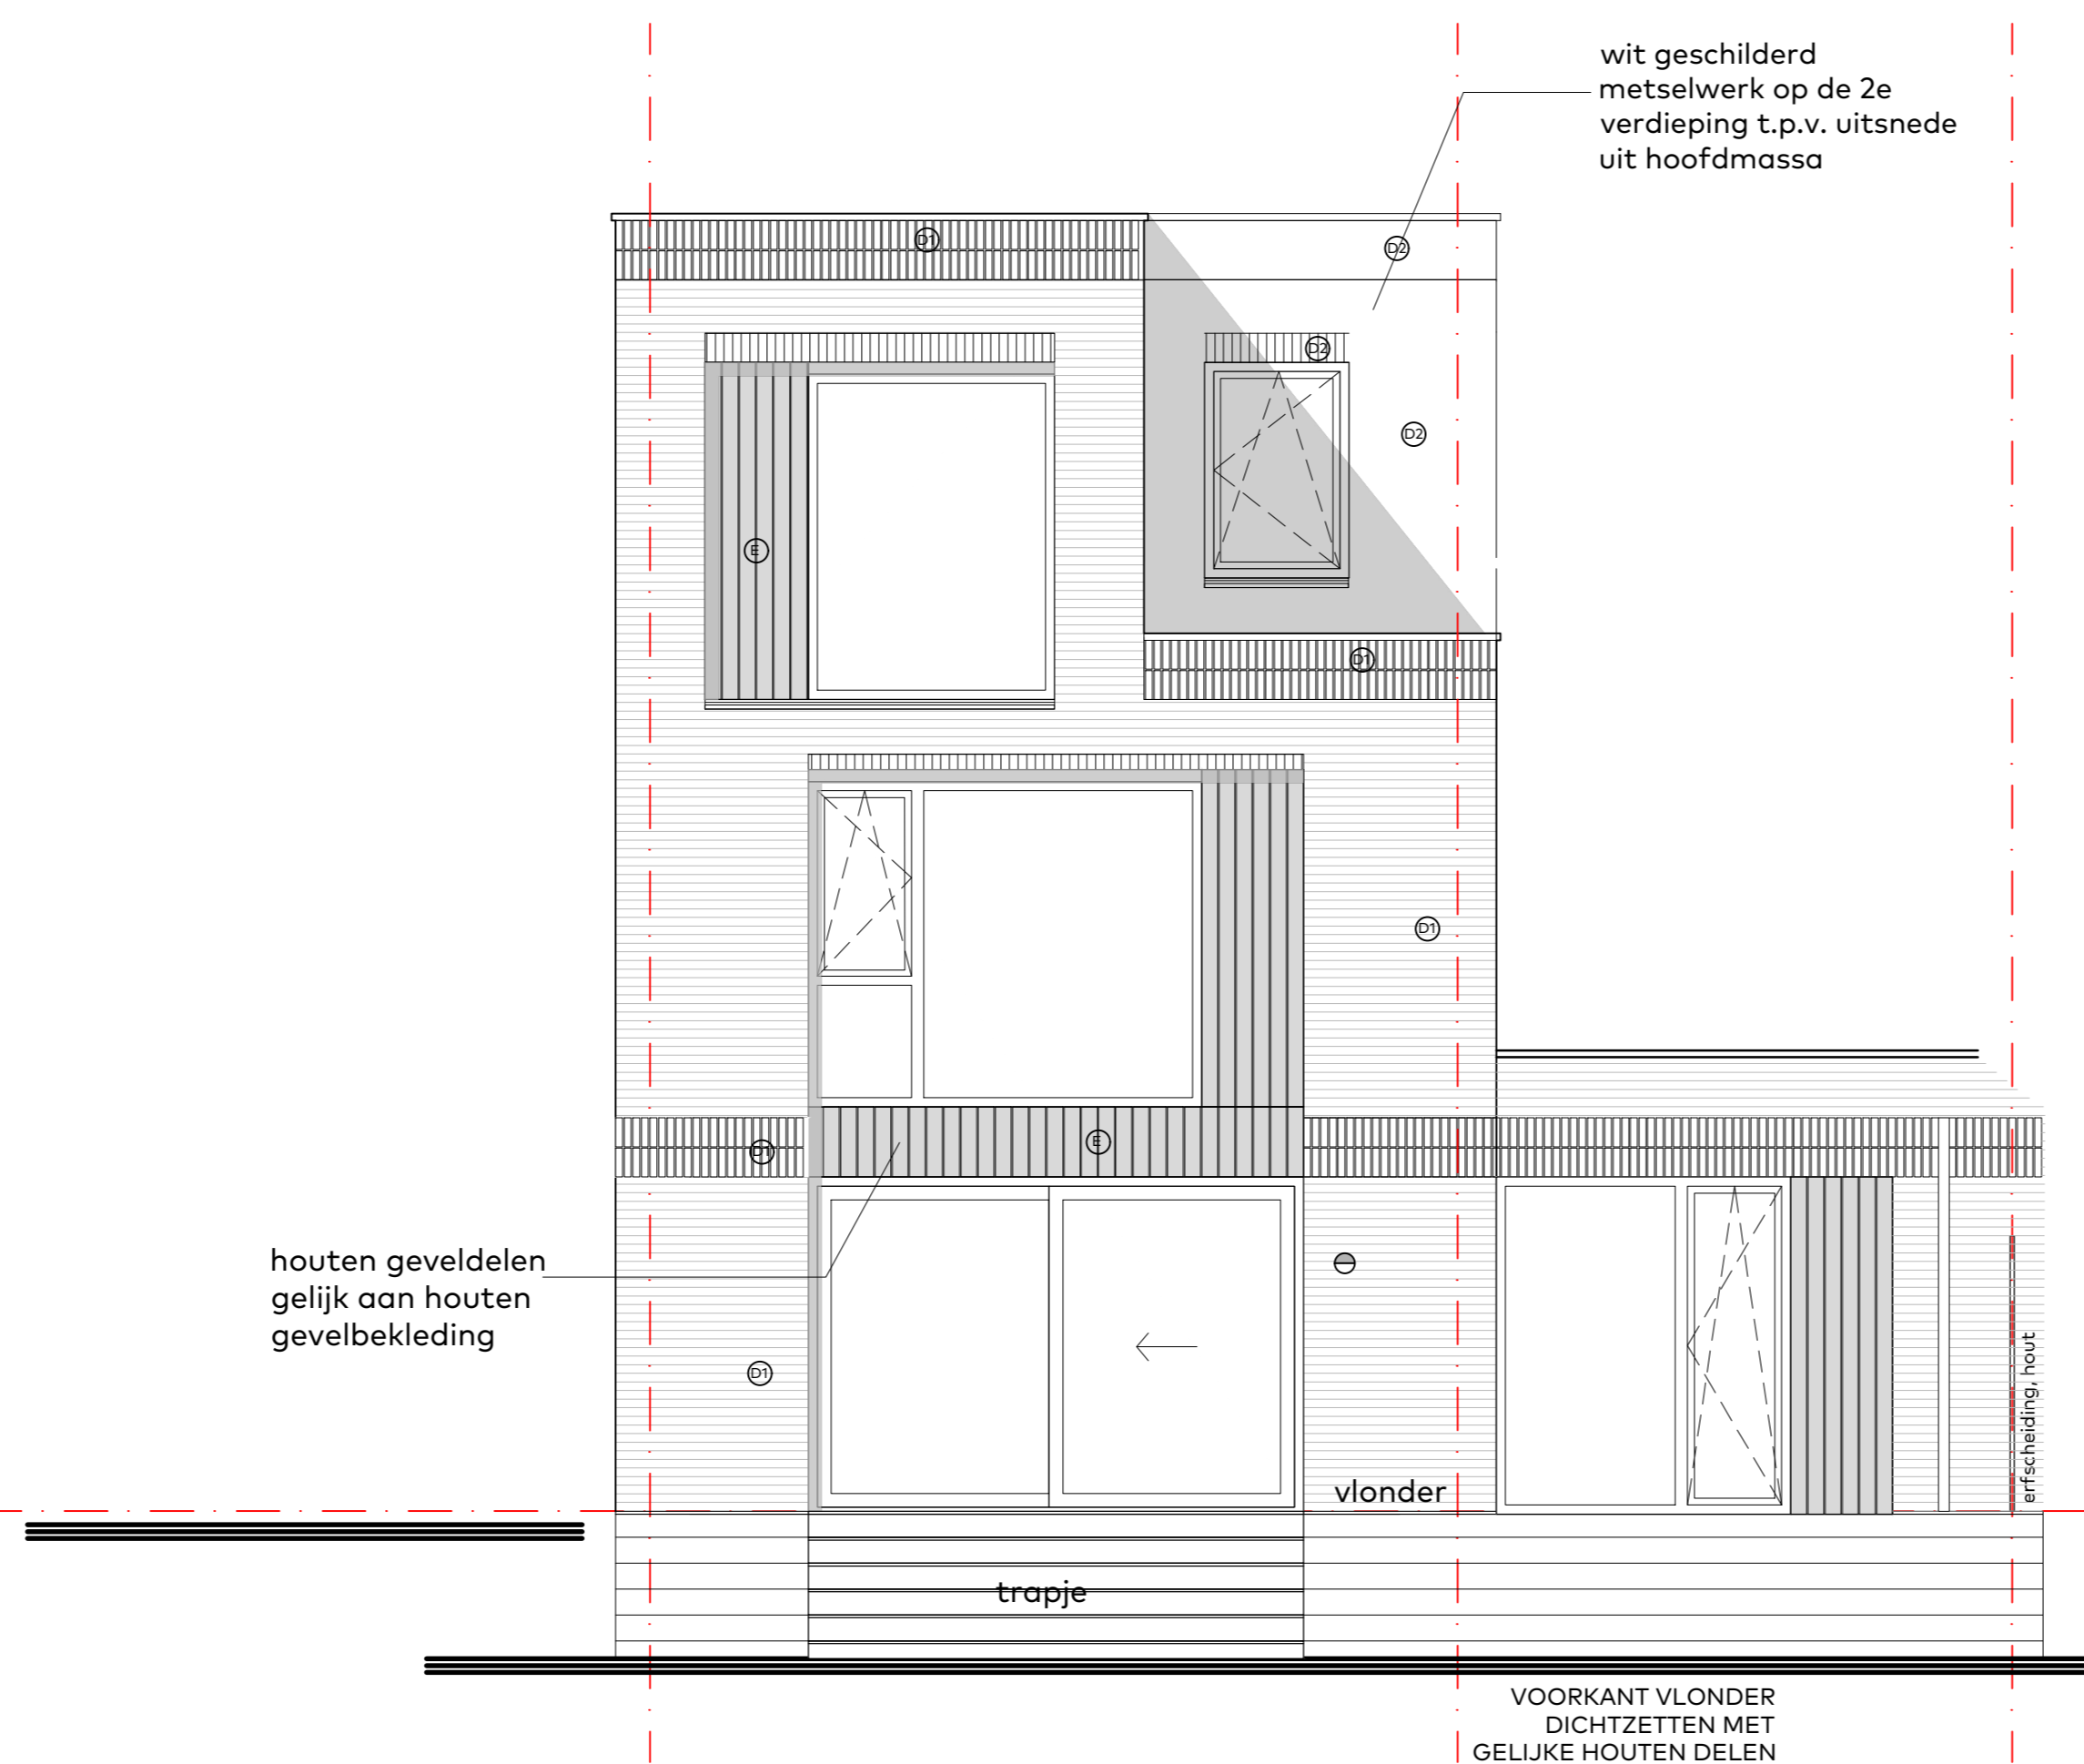 wit geschilderd
metselwerk op de 2e
verdieping t.p.v. uitsnede
uit hoofdmassa
D1
D2
D2
D2
E
D1
D1
E
D1
houten geveldelen
gelijk aan houten
gevelbekleding
D1
erfscheiding, hout
vlonder
trapje
VOORKANT VLONDER
DICHTZETTEN MET
GELIJKE HOUTEN DELEN